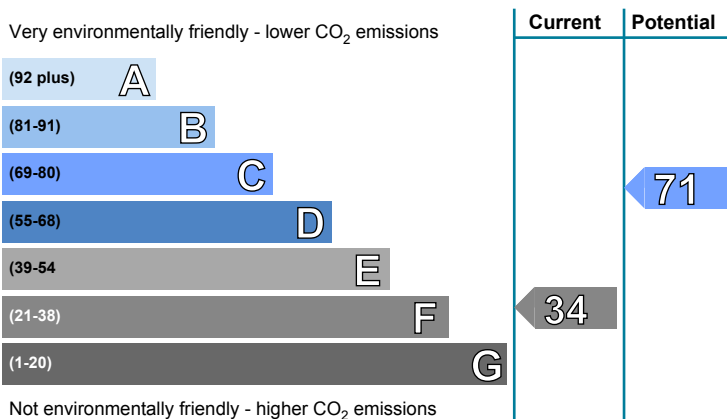 Current Potential
Very environmentally friendly - lower CO2 emissions
(92 plus) A
(81-91) B
(69-80) C
71
(55-68) D
(39-54 E
(21-38) F
34
(1-20) G
Not environmentally friendly - higher CO2 emissions